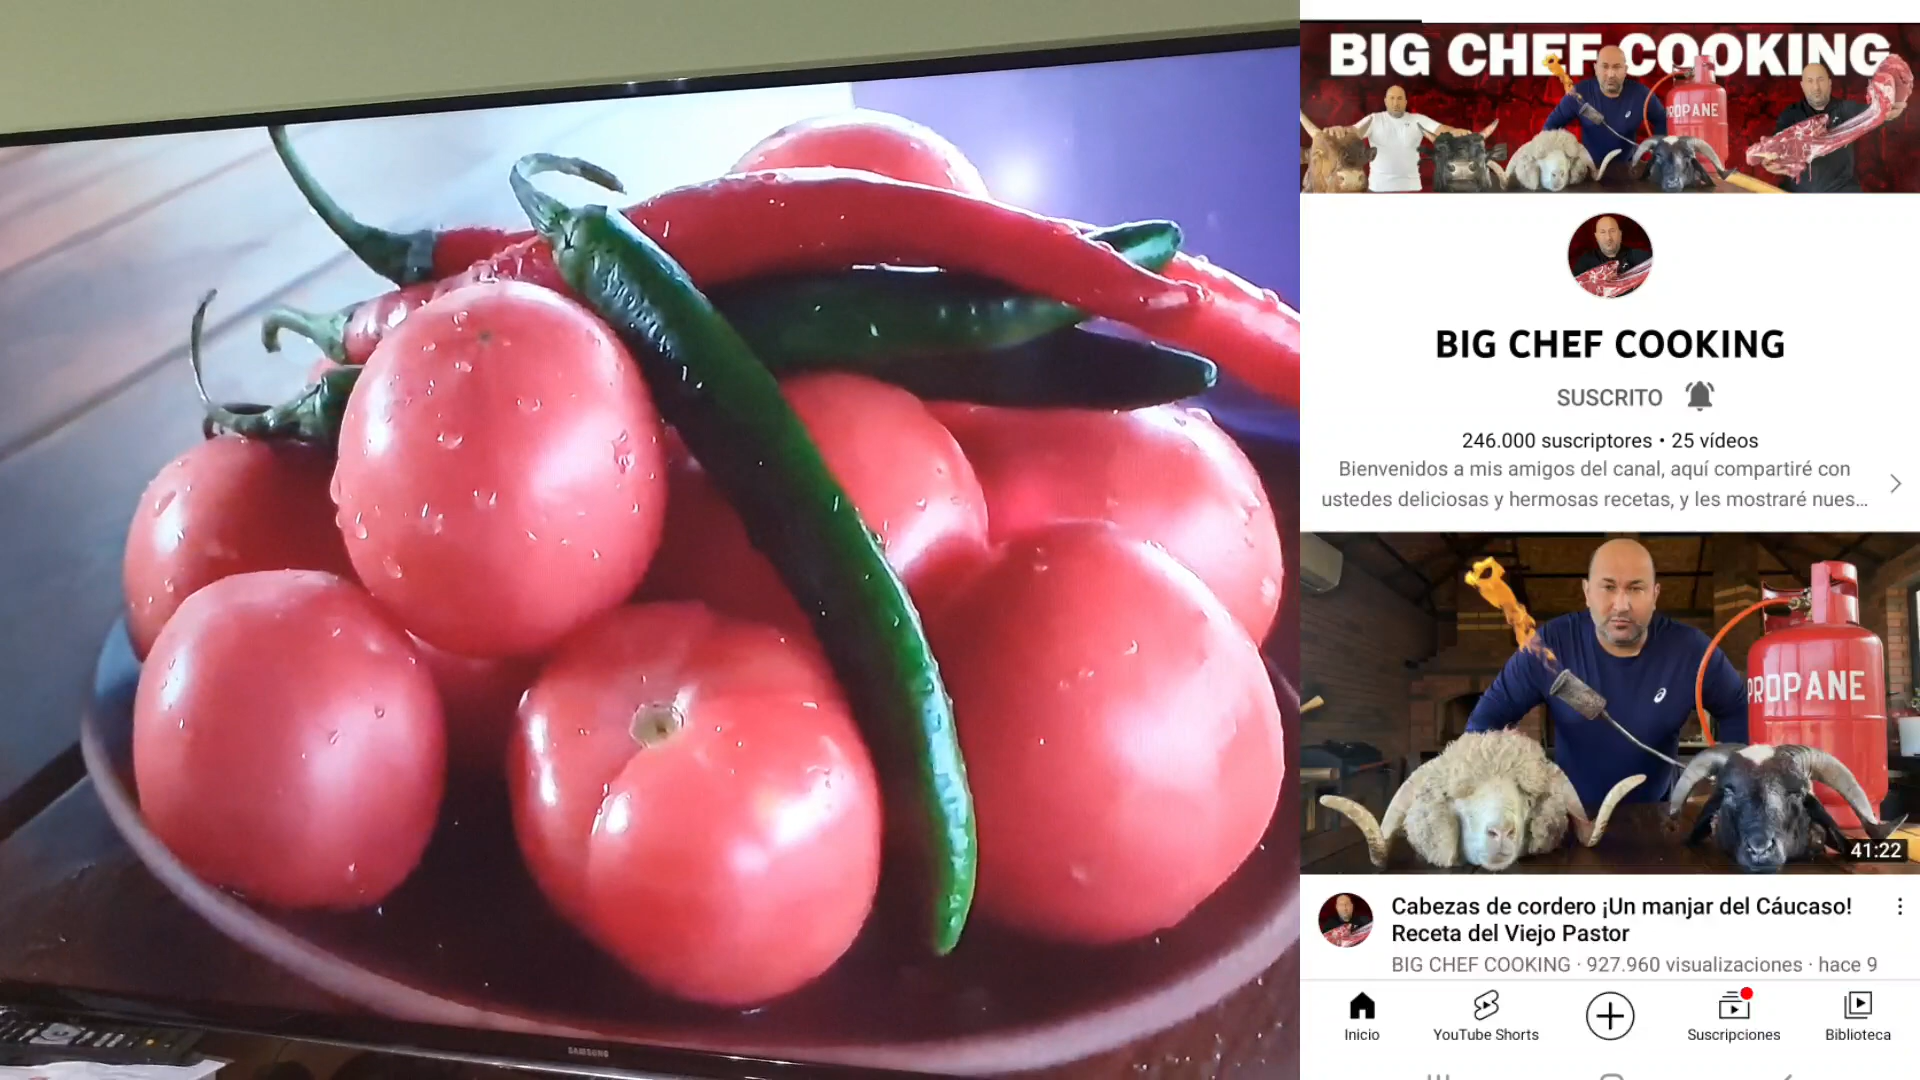 SAMSUNG
BIG CHEF COOKING
PROPANE
BIG CHEF COOKING
SUSCRITO
246.000 suscriptores • 25 vídeos
Bienvenidos a mis amigos del canal, aquí compartiré con
ustedes deliciosas y hermosas recetas, y les mostraré nues...
PROPANE
41:22
Cabezas de cordero ¡Un manjar del Cáucaso!
Receta del Viejo Pastor
BIG CHEF COOKING · 927.960 visualizaciones · hace 9
Inicio
YouTube Shorts
Suscripciones
Biblioteca